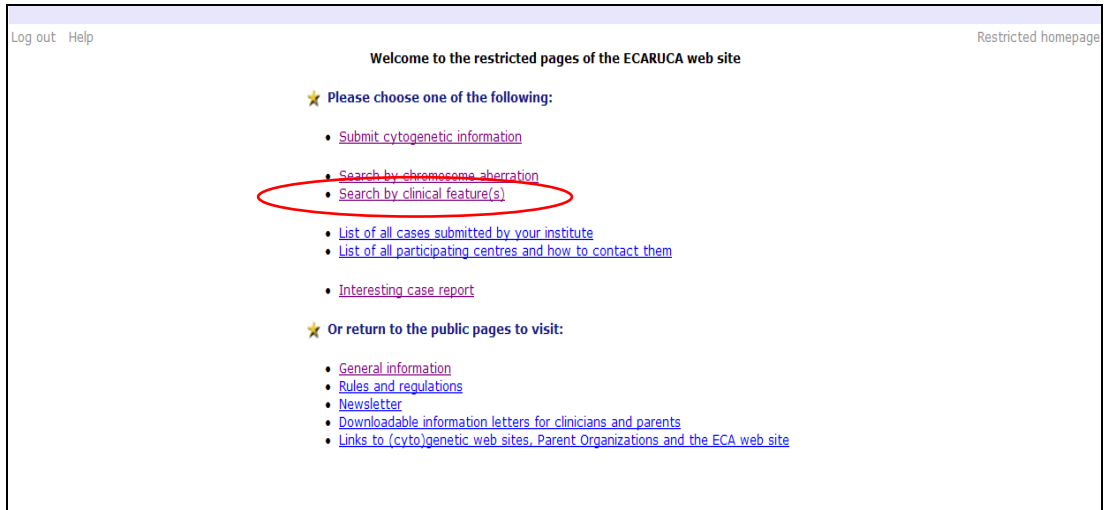 Log out Help Restricted homepage
Welcome to the restricted pages of the ECARUCA web site
Please choose one of the following:
Submit cytogenetic information
Search by chromosome aberration
Search by clinical feature(s)
List of all cases submitted by your institute
List of all participating centres and how to contact them
Interesting case report
Or return to the public pages to visit:
General information
Rules and regulations
Newsletter
Downloadable information letters for clinicians and parents
Links to (cyto)genetic web sites, Parent Organizations and the ECA web site